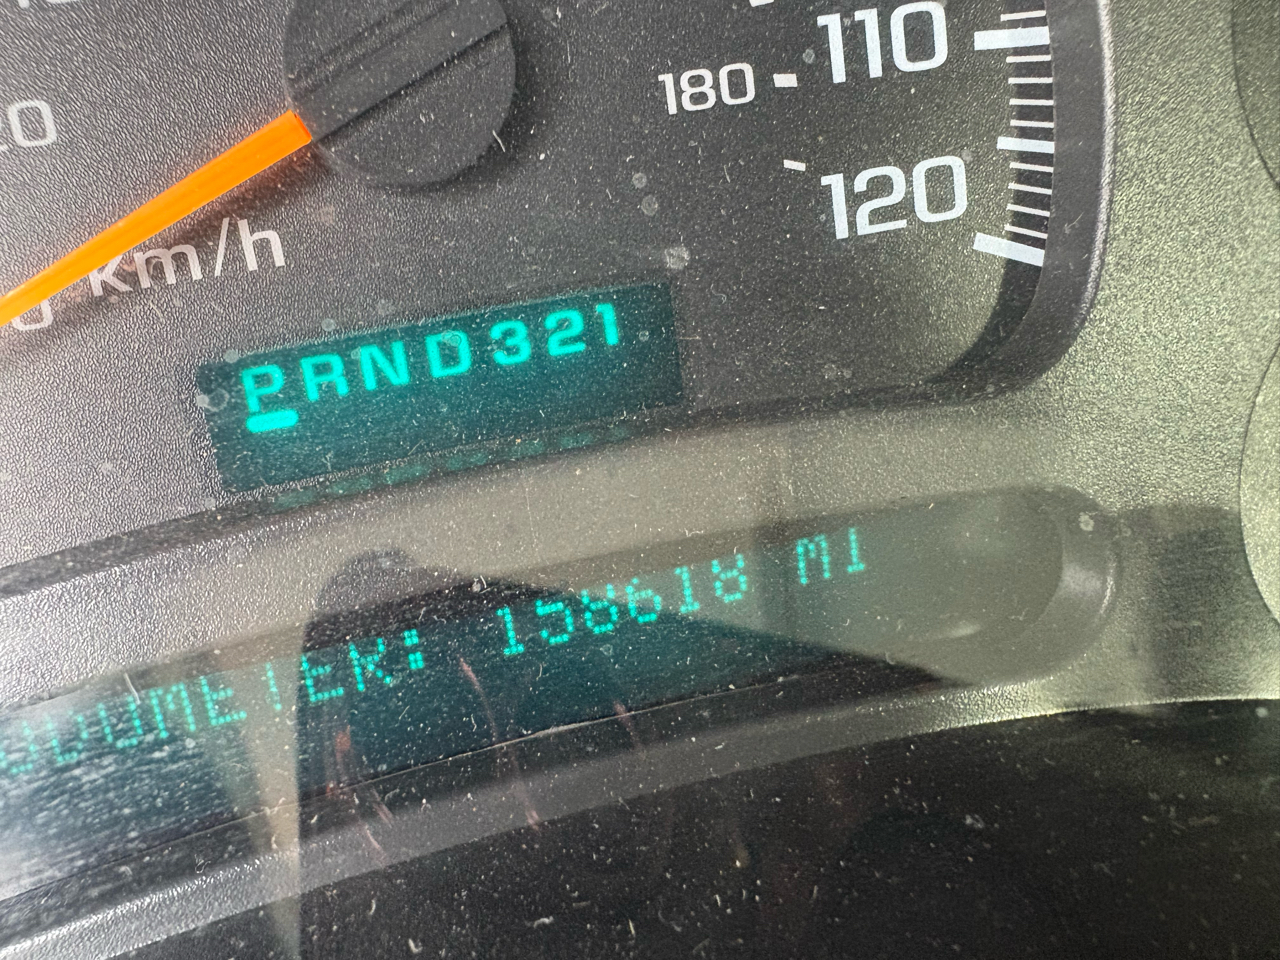 110
180
120
km/h
PRND321
ODOMETER: 158618 MI